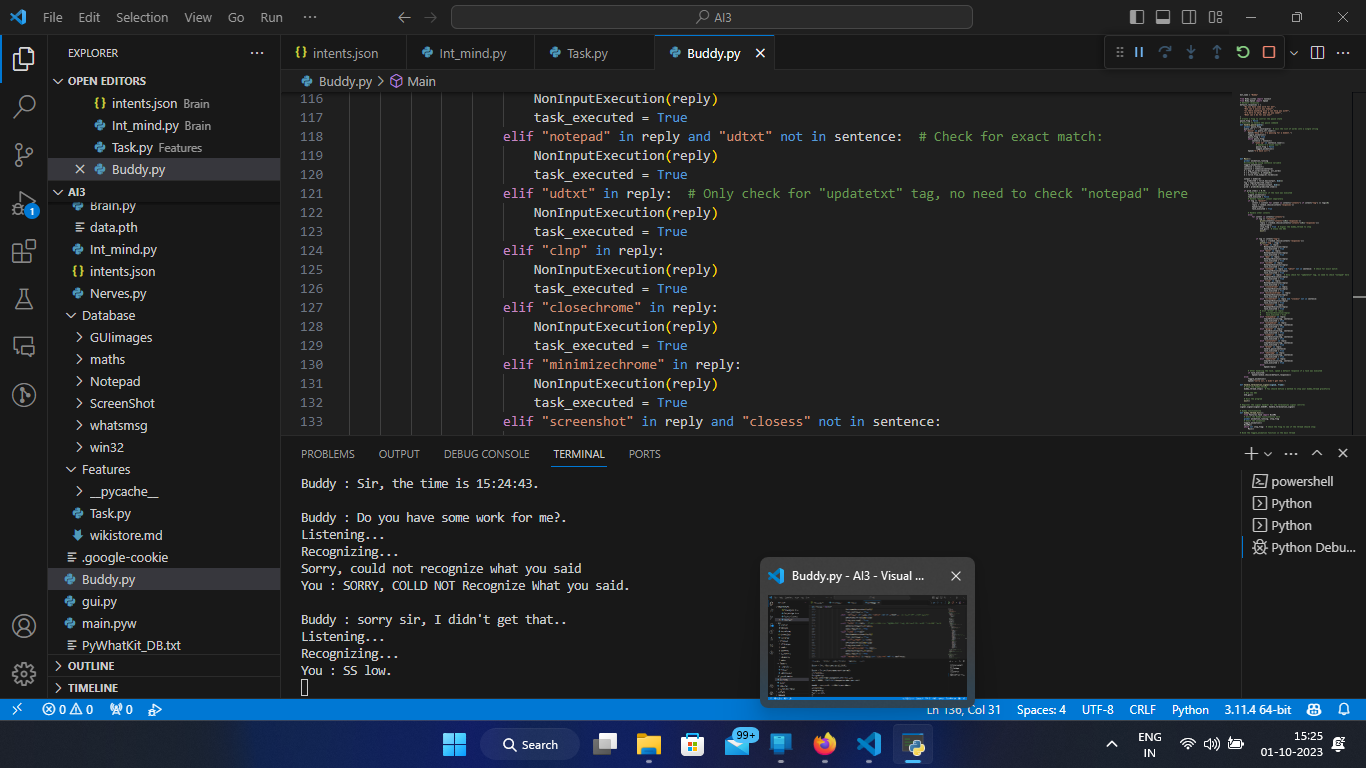 File Edit Selection View Go Run ··· AI3
EXPLORER
OPEN EDITORS
intents.json Brain
Int_mind.py Brain
Task.py Features
Buddy.py
AI3
Brain.py
data.pth
Int_mind.py
intents.json
Nerves.py
Database
GUIimages
maths
Notepad
ScreenShot
whatsmsg
win32
Features
__pycache__
Task.py
wikistore.md
.google-cookie
Buddy.py
gui.py
main.pyw
PyWhatKit_DB.txt
OUTLINE
TIMELINE
1
intents.json Int_mind.py Task.py Buddy.py
Buddy.py > Main
116 NonInputExecution(reply)
117 task_executed = True
118 elif "notepad" in reply and "udtxt" not in sentence:  # Check for exact match:
119 NonInputExecution(reply)
120 task_executed = True
121 elif "udtxt" in reply:  # Only check for "updatetxt" tag, no need to check "notepad" here
122 NonInputExecution(reply)
123 task_executed = True
124 elif "clnp" in reply:
125 NonInputExecution(reply)
126 task_executed = True
127 elif "closechrome" in reply:
128 NonInputExecution(reply)
129 task_executed = True
130 elif "minimizechrome" in reply:
131 NonInputExecution(reply)
132 task_executed = True
133 elif "screenshot" in reply and "closess" not in sentence:
PROBLEMS OUTPUT DEBUG CONSOLE TERMINAL PORTS
Buddy : Sir, the time is 15:24:43.
Buddy : Do you have some work for me?.
Listening...
Recognizing...
Sorry, could not recognize what you said
You : SORRY, COLLD NOT Recognize What you said.
Buddy : sorry sir, I didn't get that..
Listening...
Recognizing...
You : SS low.
powershell
Python
Python
Python Debu...
Buddy.py - AI3 - Visual ...
0 0 0 Ln 136, Col 31 Spaces: 4 UTF-8 CRLF Python 3.11.4 64-bit
Search 99+ ENG
IN
15:25
01-10-2023